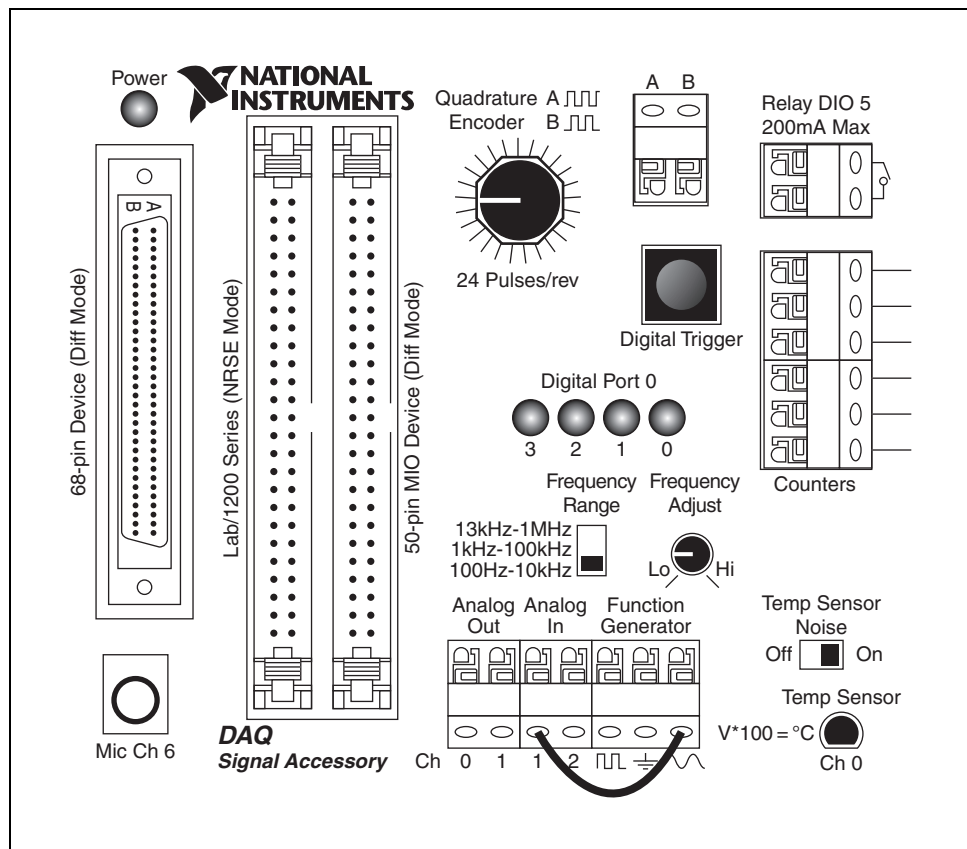 Power
NATIONAL
INSTRUMENTS
Quadrature A
Encoder B
A B
Relay DIO 5
200mA Max
B A
68-pin Device (Diff Mode)
Lab/1200 Series (NRSE Mode)
50-pin MIO Device (Diff Mode)
24 Pulses/rev
Digital Trigger
Digital Port 0
3 2 1 0
Counters
Frequency
Range
Frequency
Adjust
13kHz-1MHz
1kHz-100kHz
100Hz-10kHz
Lo Hi
Analog
Out
Analog
In
Function
Generator
Temp Sensor
Noise
Off On
Temp Sensor
V*100 = °C
Ch 0
Mic Ch 6
DAQ
Signal Accessory
Ch 0 1 1 2